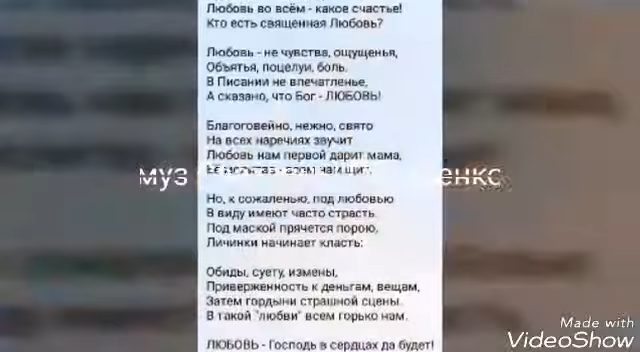 Любовь во всём - какое счастье!
Кто есть священная Любовь?
Любовь - не чувства, ощущенья,
Объятья, поцелуи, боль.
В Писании не впечатленье,
А сказано, что Бог - ЛЮБОВЬ!
Благоговейно, нежно, свято
На всех наречиях звучит
Любовь нам первой дарит мама,
муз
Но, к сожаленью, под любовью
В виду имеют часто страсть.
Под маской прячется порою,
Личинки начинает класть:
Обиды, суету, измены,
Приверженность к деньгам, вещам,
Затем гордыни страшной сцены.
В такой "любви" всем горько нам.
ЛЮБОВЬ - Господь в сердцах да будет!
Made with
VideoShow